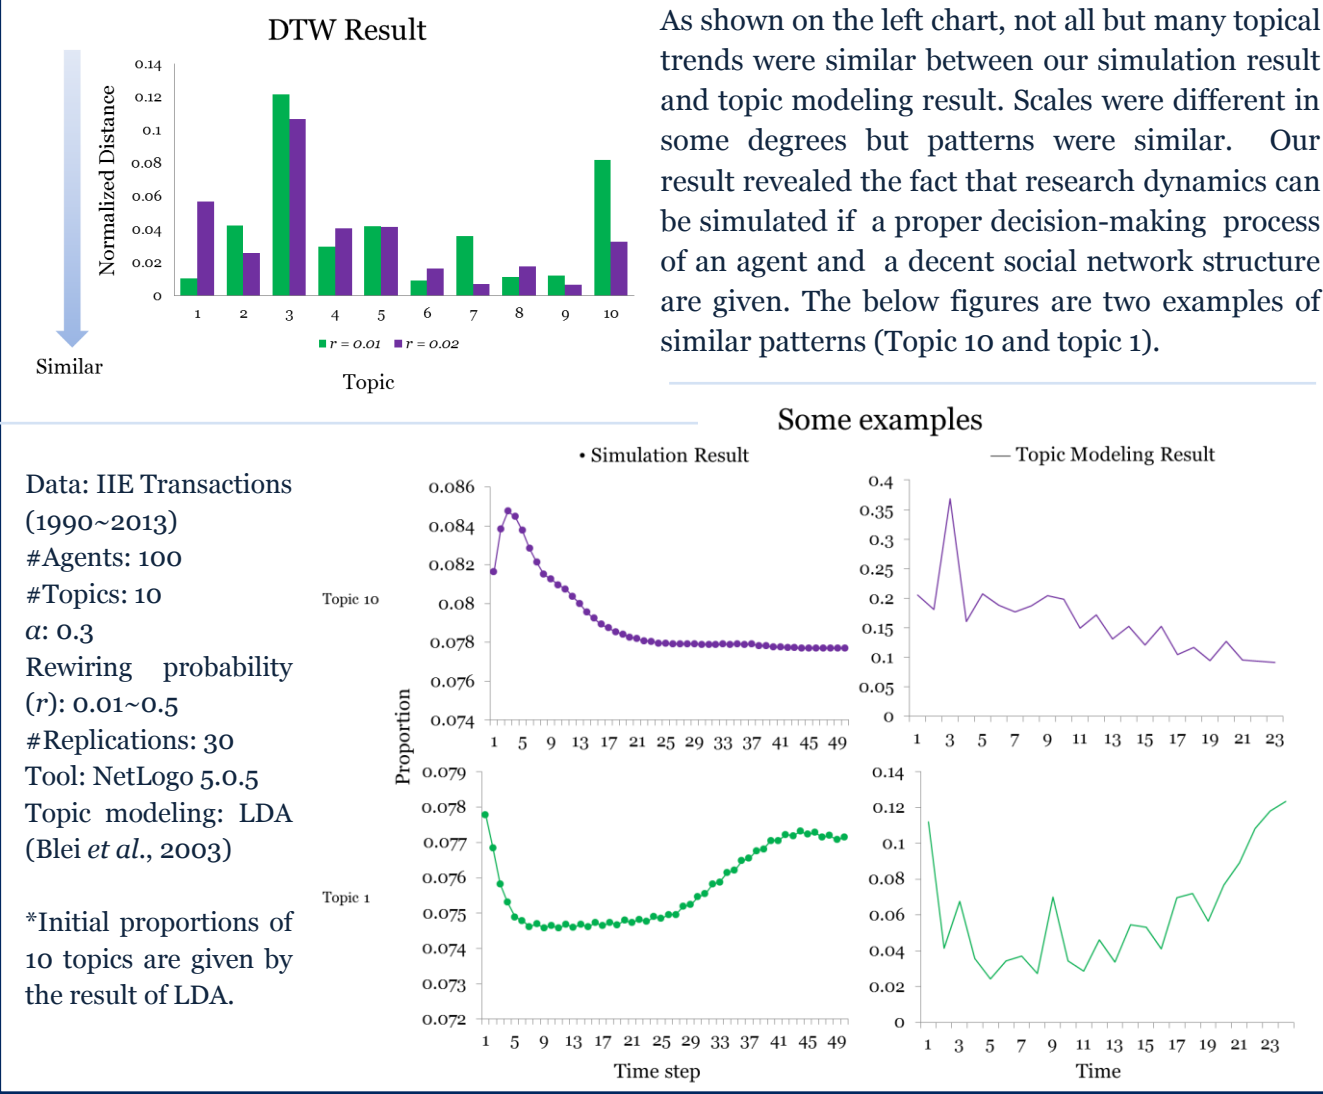 DTW Result
Normalized Distance
0.14
0.12
0.1
0.08
0.06
0.04
0.02
0
1 2 3 4 5 6 7 8 9 10
r = 0.01 r = 0.02
Topic
Similar
As shown on the left chart, not all but many topical
trends were similar between our simulation result
and topic modeling result. Scales were different in
some degrees but patterns were similar. Our
result revealed the fact that research dynamics can
be simulated if a proper decision-making process
of an agent and a decent social network structure
are given. The below figures are two examples of
similar patterns (Topic 10 and topic 1).
Data: IIE Transactions
(1990~2013)
#Agents: 100
#Topics: 10
α: 0.3
Rewiring probability
(r): 0.01~0.5
#Replications: 30
Tool: NetLogo 5.0.5
Topic modeling: LDA
(Blei et al., 2003)
*Initial proportions of
10 topics are given by
the result of LDA.
Some examples
• Simulation Result
— Topic Modeling Result
Proportion
Topic 10
0.086
0.084
0.082
0.08
0.078
0.076
0.074
1 5 9 13 17 21 25 29 33 37 41 45 49
0.4
0.35
0.3
0.25
0.2
0.15
0.1
0.05
0
1 3 5 7 9 11 13 15 17 19 21 23
Topic 1
0.079
0.078
0.077
0.076
0.075
0.074
0.073
0.072
1 5 9 13 17 21 25 29 33 37 41 45 49
Time step
0.14
0.12
0.1
0.08
0.06
0.04
0.02
0
1 3 5 7 9 11 13 15 17 19 21 23
Time